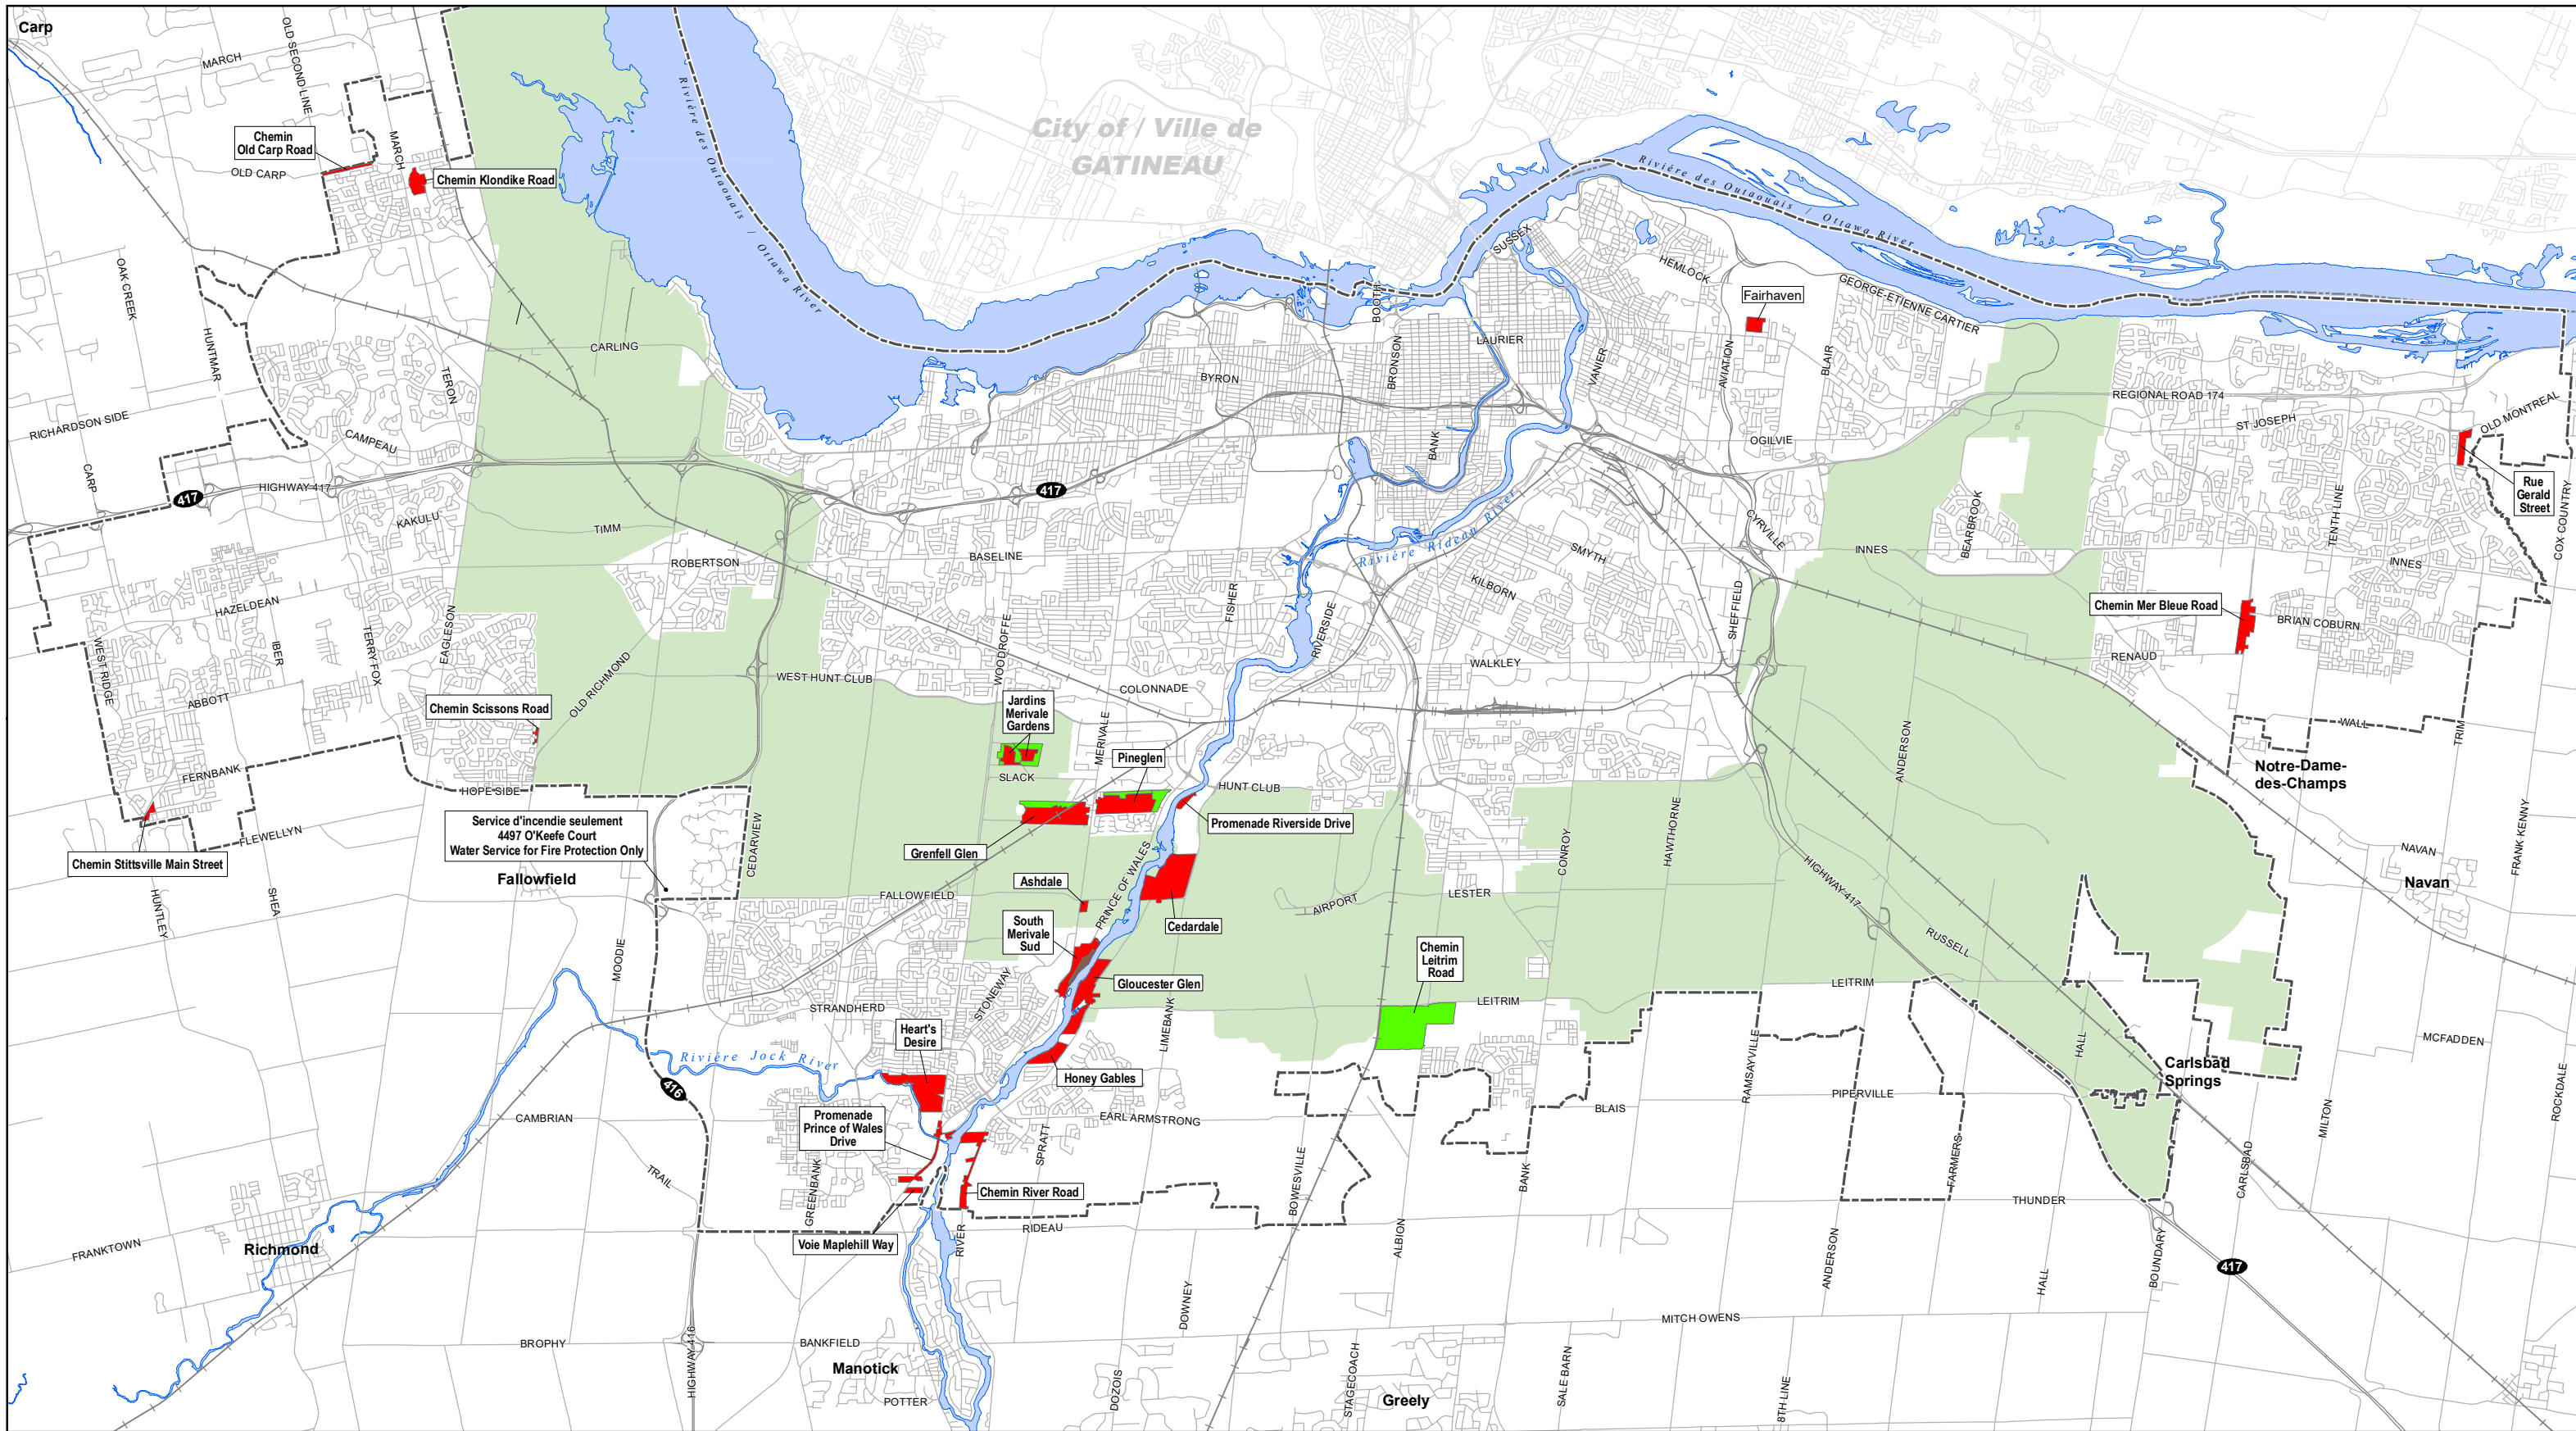 Carp
MARCH
OLD SECOND LINE
Chemin
Old Carp Road
MARCH
OLD CARP
Chemin Klondike Road
Rivière des Outaouais / Ottawa River
City of / Ville de
GATINEAU
Rivière des Outaouais / Ottawa River
SUSSEX
HEMLOCK
GEORGE-ETIENNE CARTIER
Fairhaven
OAK CREEK
HUNTMAR
CARLING
TERON
BYRON
BOOTH
BRONSON
LAURIER
VANIER
AVIATION
BLAIR
REGIONAL ROAD 174
ST JOSEPH
OLD MONTREAL
RICHARDSON SIDE
CAMPEAU
CARP
417
HIGHWAY 417
417
BANK
OGILVIE
Rue
Gerald
Street
COX COUNTRY
KAKULU
TIMM
ROBERTSON
BASELINE
Rivière Rideau River
SMYTH
CYRVILLE
INNES
BEARBROOK
TENTH LINE
INNES
KILBORN
HAZELDEAN
EAGLESON
WOODROFFE
FISHER
RIVERSIDE
SHEFFIELD
Chemin Mer Bleue Road
BRIAN COBURN
RENAUD
WESTRIDGE
IBER
TERRY FOX
OLD RICHMOND
WEST HUNT CLUB
COLONNADE
WALKLEY
ABBOTT
Chemin Scissons Road
Jardins
Merivale
Gardens
MERIVALE
Pineglen
ANDERSON
WALL
TRIM
FERNBANK
HOPE SIDE
SLACK
HUNT CLUB
Notre-Dame-
des-Champs
FLEWELLYN
Service d'incendie seulement
4497 O'Keefe Court
Water Service for Fire Protection Only
CEDARVIEW
Promenade Riverside Drive
CONROY
HAWTHORNE
FRANK KENNY
Chemin Stittsville Main Street
Grenfell Glen
PRINCE OF WALES
HIGHWAY 417
NAVAN
Navan
Fallowfield
Ashdale
HUNTLEY
SHEA
FALLOWFIELD
AIRPORT
LESTER
South
Merivale
Sud
Cedardale
Chemin
Leitrim
Road
RUSSELL
MOODIE
Gloucester Glen
LEITRIM
LEITRIM
STRANDHERD
STONEWAY
LIMEBANK
Heart's
Desire
RAMSAYVILLE
HALL
MCFADDEN
Rivière Jock River
Honey Gables
Carlsbad
Springs
416
CAMBRIAN
Promenade
Prince of Wales
Drive
EARL ARMSTRONG
BLAIS
PIPERVILLE
MILTON
ROCKDALE
SPRATT
FARMERS
TRAIL
GREENBANK
Chemin River Road
BOWESVILLE
BANK
THUNDER
CARLSBAD
FRANKTOWN
Richmond
Voie Maplehill Way
RIVER
RIDEAU
ALBION
ANDERSON
HALL
BOUNDARY
417
DOWNEY
MITCH OWENS
BROPHY
HIGHWAY 416
BANKFIELD
Manotick
POTTER
DOZOIS
STAGECOACH
Greely
SALE BARN
8TH LINE